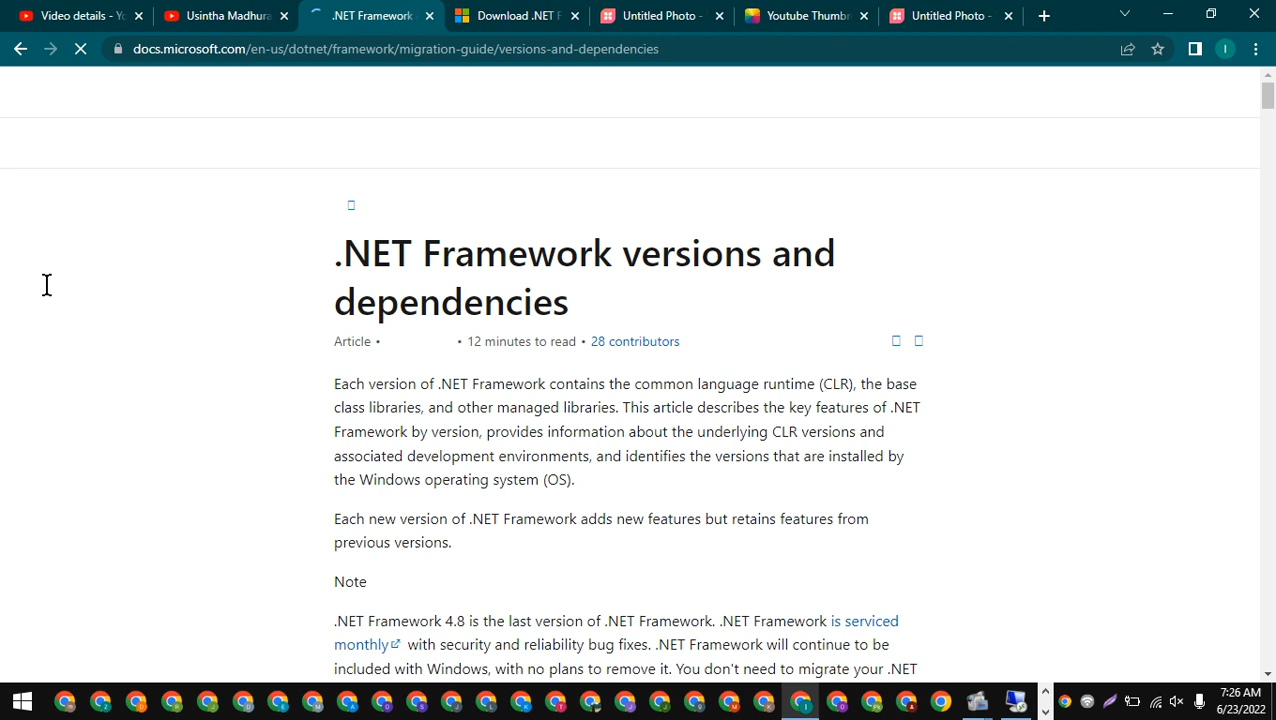 Video details - Yo
Usintha Madhura
.NET Framework
Download .NET F
Untitled Photo -
Youtube Thumbn
Untitled Photo -
docs.microsoft.com/en-us/dotnet/framework/migration-guide/versions-and-dependencies
I
.NET Framework versions and
dependencies
Article • • 12 minutes to read • 28 contributors
Each version of .NET Framework contains the common language runtime (CLR), the base
class libraries, and other managed libraries. This article describes the key features of .NET
Framework by version, provides information about the underlying CLR versions and
associated development environments, and identifies the versions that are installed by
the Windows operating system (OS).
Each new version of .NET Framework adds new features but retains features from
previous versions.
Note
.NET Framework 4.8 is the last version of .NET Framework. .NET Framework is serviced
monthly with security and reliability bug fixes. .NET Framework will continue to be
included with Windows, with no plans to remove it. You don't need to migrate your .NET
7:26 AM
6/23/2022